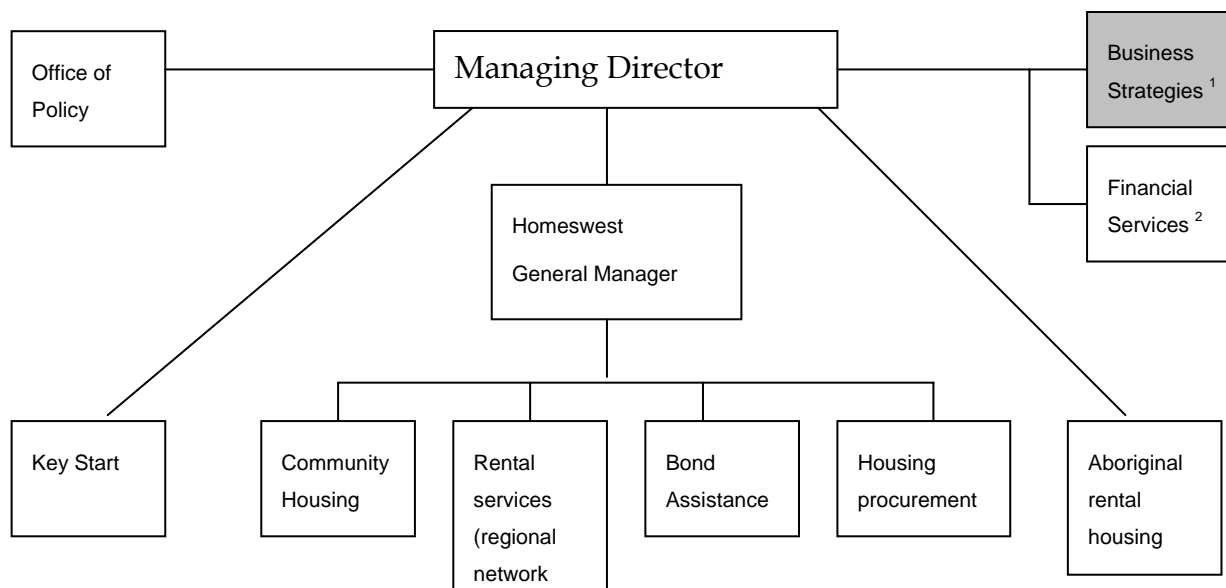 Office of
Policy
Managing Director
Business
Strategies ¹
Financial
Services ²
Homeswest
General Manager
Key Start
Community
Housing
Rental
services
(regional
network
Bond
Assistance
Housing
procurement
Aboriginal
rental
housing